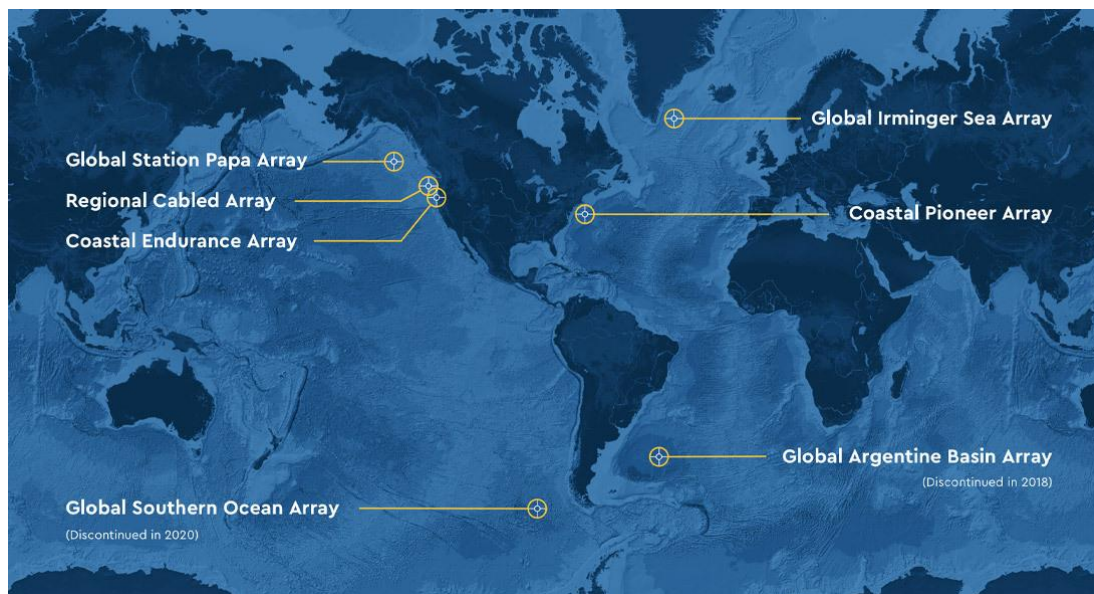 Global Irminger Sea Array
Global Station Papa Array
Regional Cabled Array
Coastal Pioneer Array
Coastal Endurance Array
Global Argentine Basin Array
(Discontinued in 2018)
Global Southern Ocean Array
(Discontinued in 2020)